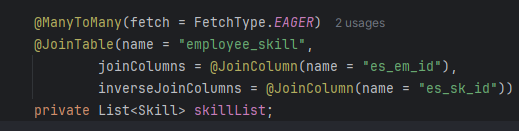 @ManyToMany(fetch = FetchType.EAGER) 2 usages
@JoinTable(name = "employee_skill",
joinColumns = @JoinColumn(name = "es_em_id"),
inverseJoinColumns = @JoinColumn(name = "es_sk_id"))
private List<Skill> skillList;